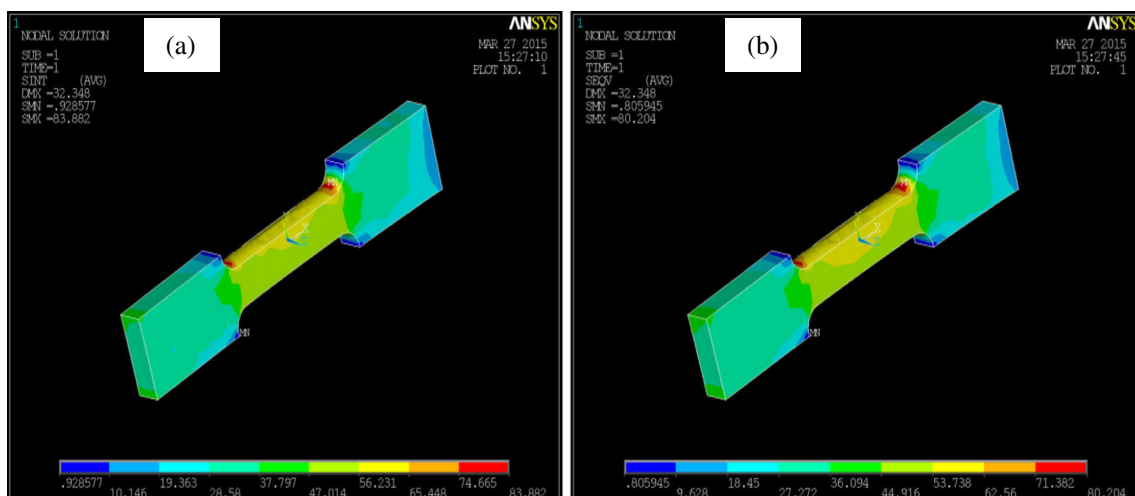 1
ANSYS
NODAL SOLUTION
(a)
MAR 27 2015
15:27:10
PLOT NO. 1
SUB =1
TIME=1
SINT (AVG)
DMX =32.348
SMN =.928577
SMX =83.882
Y
X
Z
MX
MN
.928577 19.363 37.797 56.231 74.665
10.146 28.58 47.014 65.448 83.882
1
ANSYS
NODAL SOLUTION
(b)
MAR 27 2015
15:27:45
PLOT NO. 1
SUB =1
TIME=1
SEQV (AVG)
DMX =32.348
SMN =.805945
SMX =80.204
Y
X
Z
MX
MN
.805945 18.45 36.094 53.738 71.382
9.628 27.272 44.916 62.56 80.204